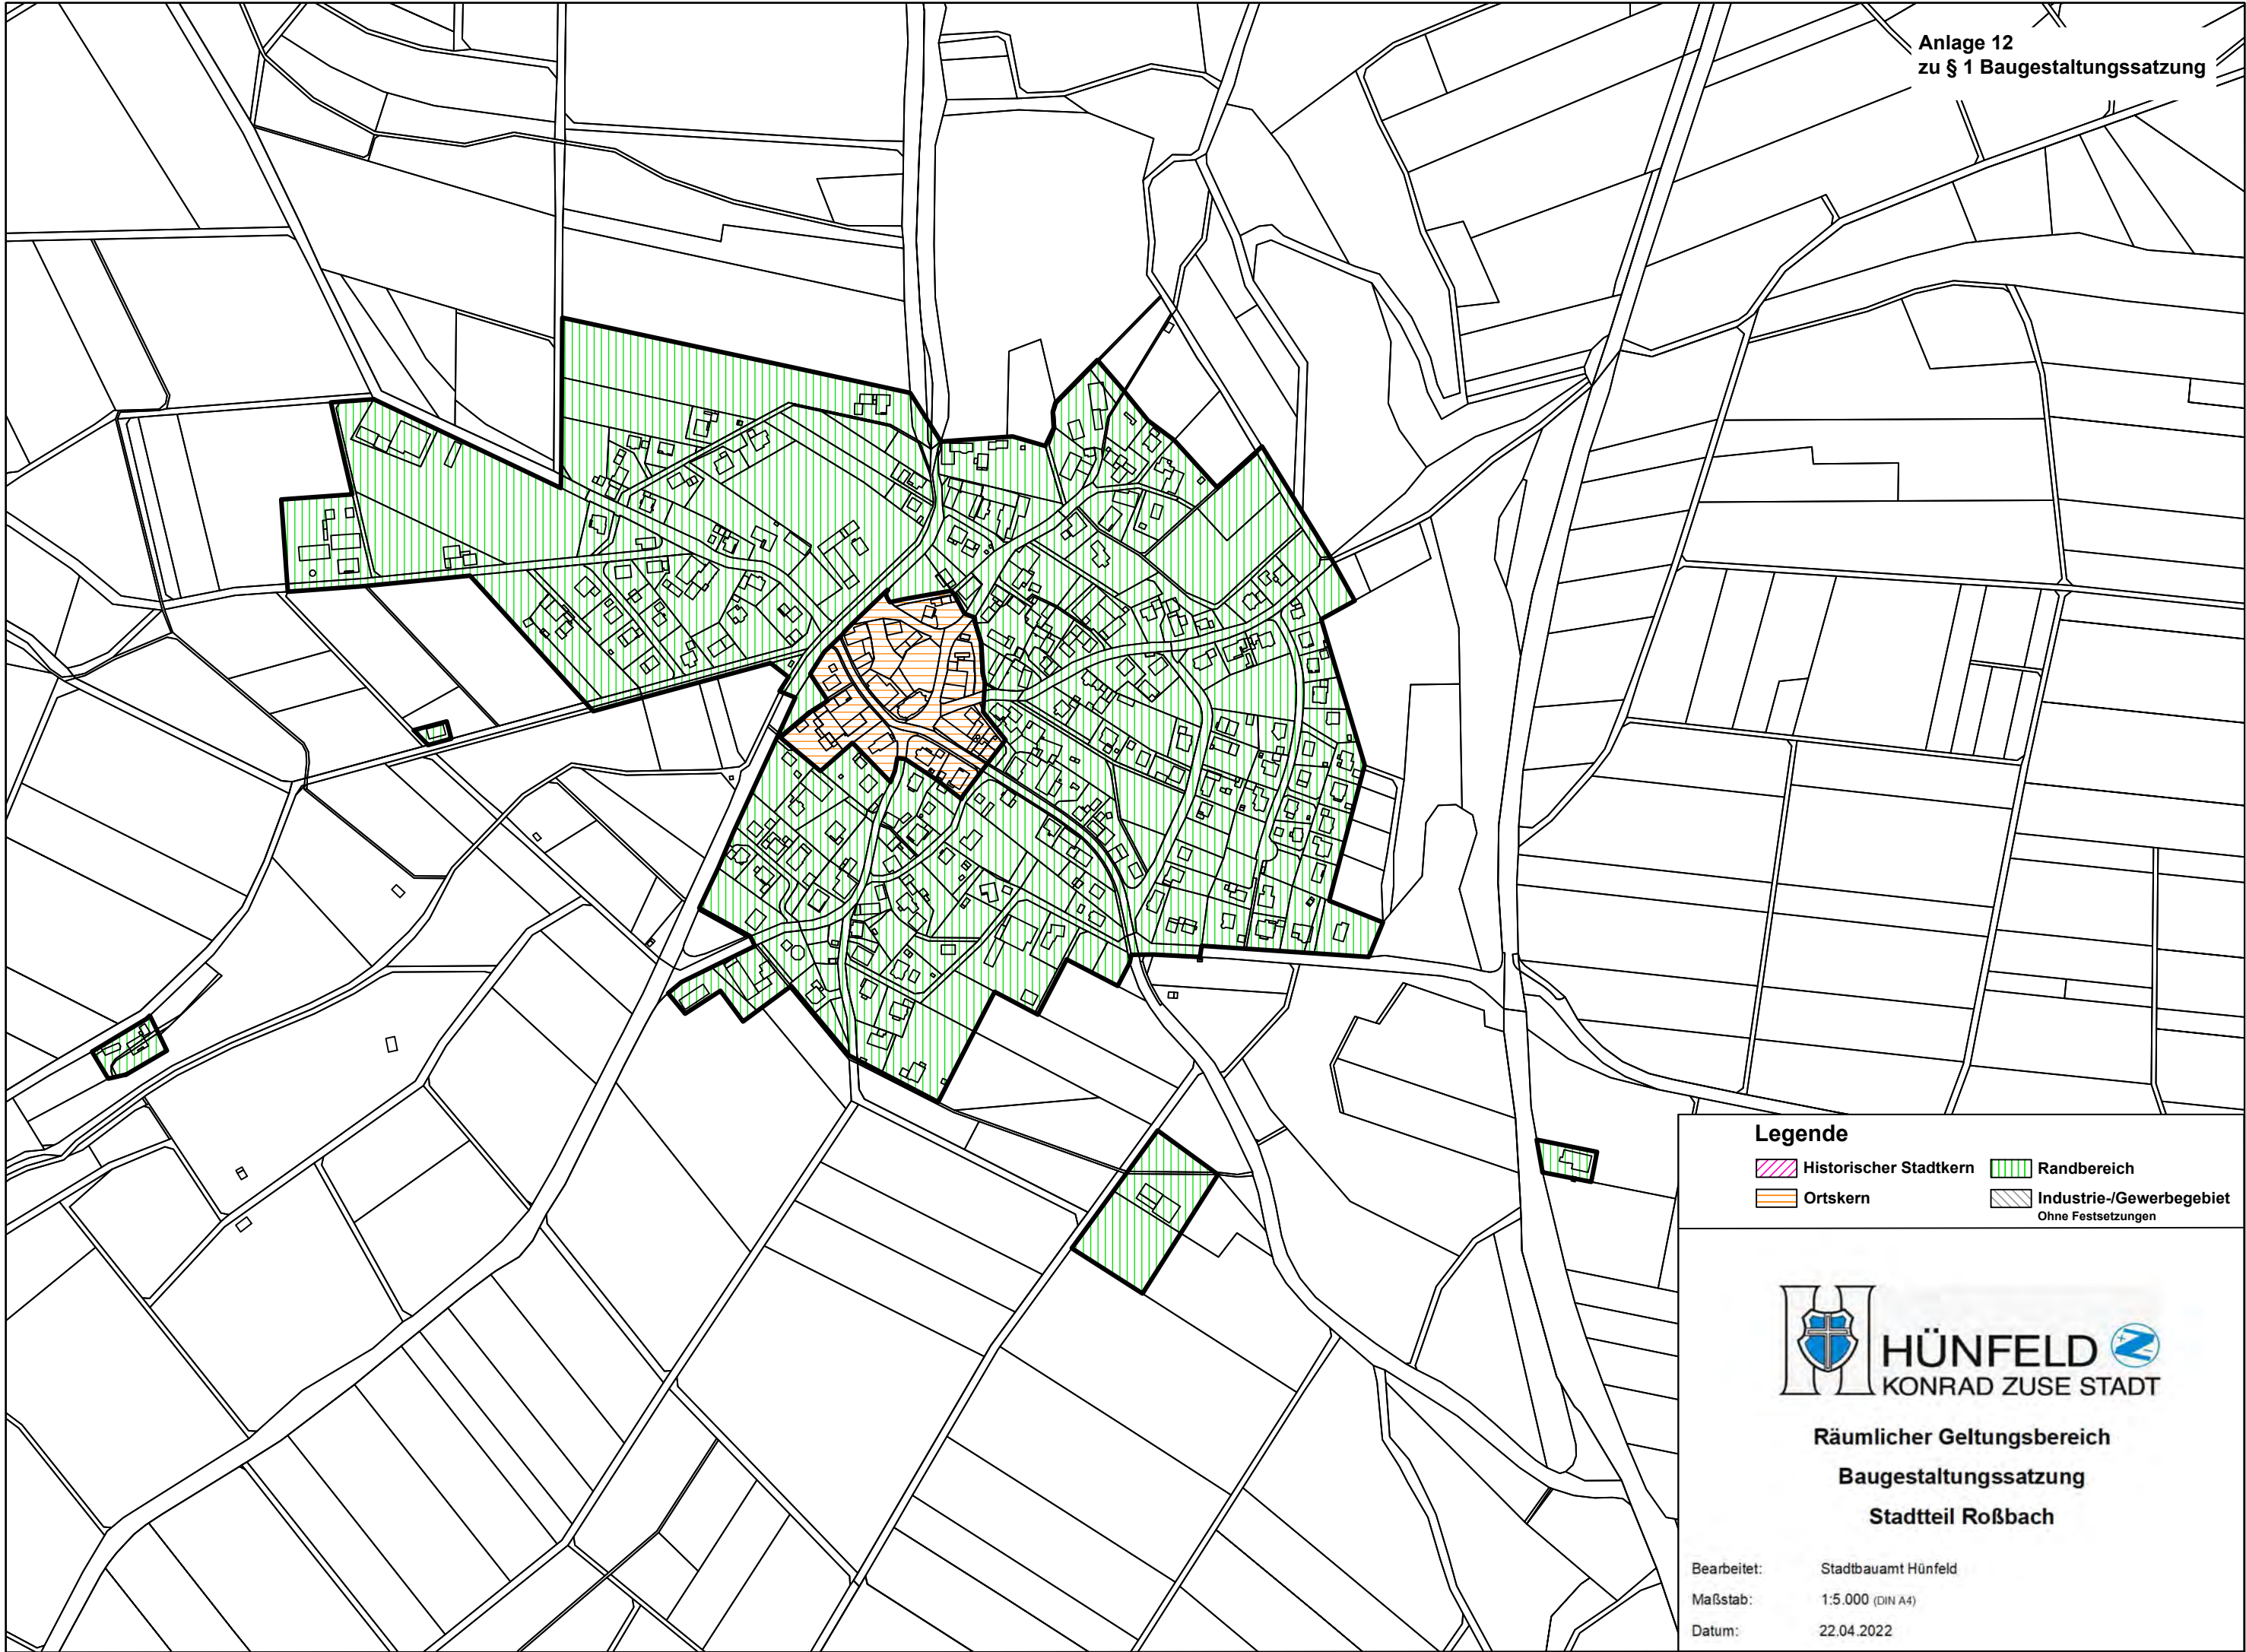 Anlage 12
zu § 1 Baugestaltungssatzung
Legende
Historischer Stadtkern
Randbereich
Ortskern
Industrie-/Gewerbegebiet
Ohne Festsetzungen
HÜNFELD
KONRAD ZUSE STADT
Räumlicher Geltungsbereich
Baugestaltungssatzung
Stadtteil Roßbach
Bearbeitet: Stadtbauamt Hünfeld
Maßstab: 1:5.000 (DIN A4)
Datum: 22.04.2022